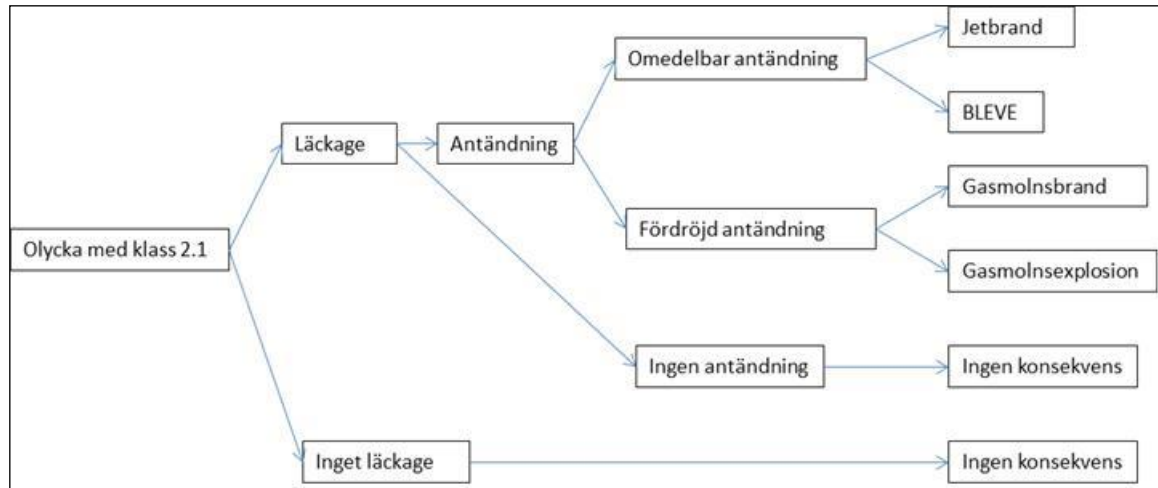 Jetbrand
Omedelbar antändning
BLEVE
Läckage
Antändning
Gasmolnsbrand
Fördröjd antändning
Olycka med klass 2.1
Gasmolnsexplosion
Ingen antändning
Ingen konsekvens
Inget läckage
Ingen konsekvens